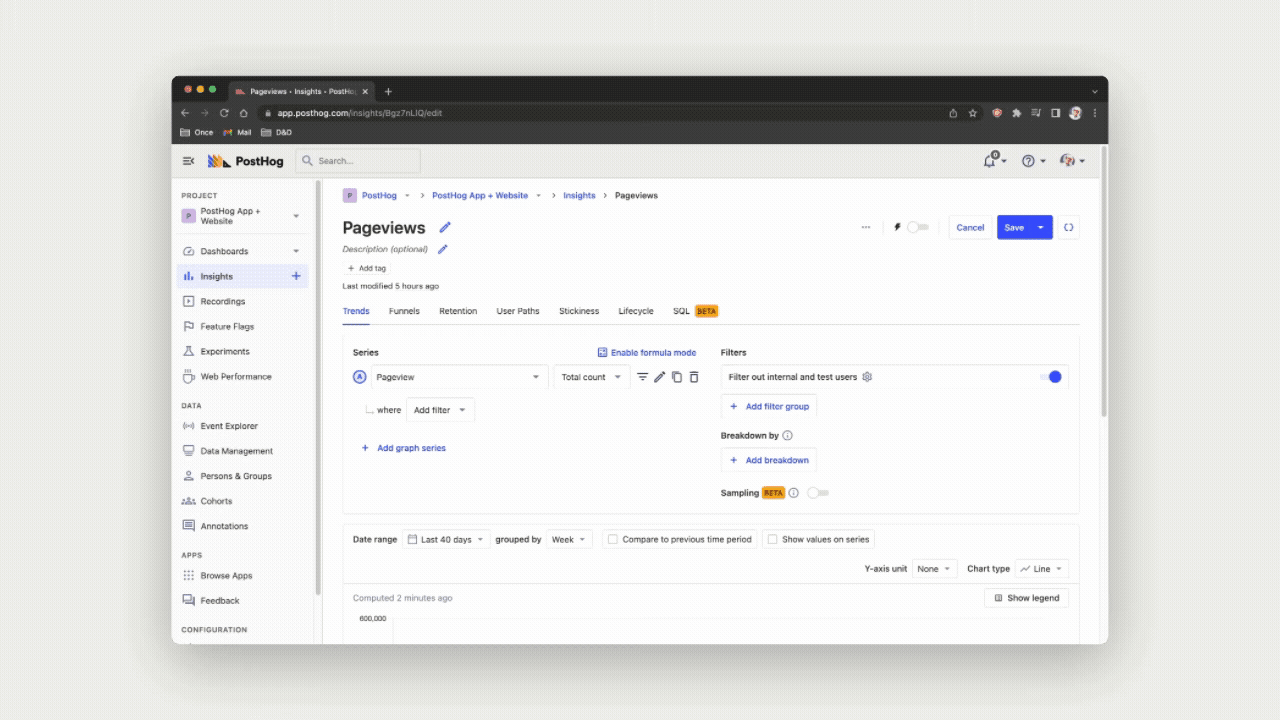 Pageviews • Insights • PostHog
app.posthog.com/insights/Bgz7nLIQ/edit
Once Mail D&D
PostHog Search... 0
PROJECT
P PostHog App +
Website
Dashboards
Insights
Recordings
Feature Flags
Experiments
Web Performance
DATA
Event Explorer
Data Management
Persons & Groups
Cohorts
Annotations
APPS
Browse Apps
Feedback
CONFIGURATION
P PostHog PostHog App + Website Insights Pageviews
Pageviews
Cancel Save
Description (optional)
+ Add tag
Last modified 5 hours ago
Trends Funnels Retention User Paths Stickiness Lifecycle SQL BETA
Series Enable formula mode
A Pageview Total count
where Add filter
+ Add graph series
Filters
Filter out internal and test users
+ Add filter group
Breakdown by
+ Add breakdown
Sampling BETA
Date range Last 40 days grouped by Week Compare to previous time period Show values on series
Y-axis unit None Chart type Line
Computed 2 minutes ago Show legend
600,000